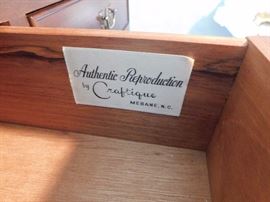 Authentic Reproduction
by Craftique
MEBANE, N.C.